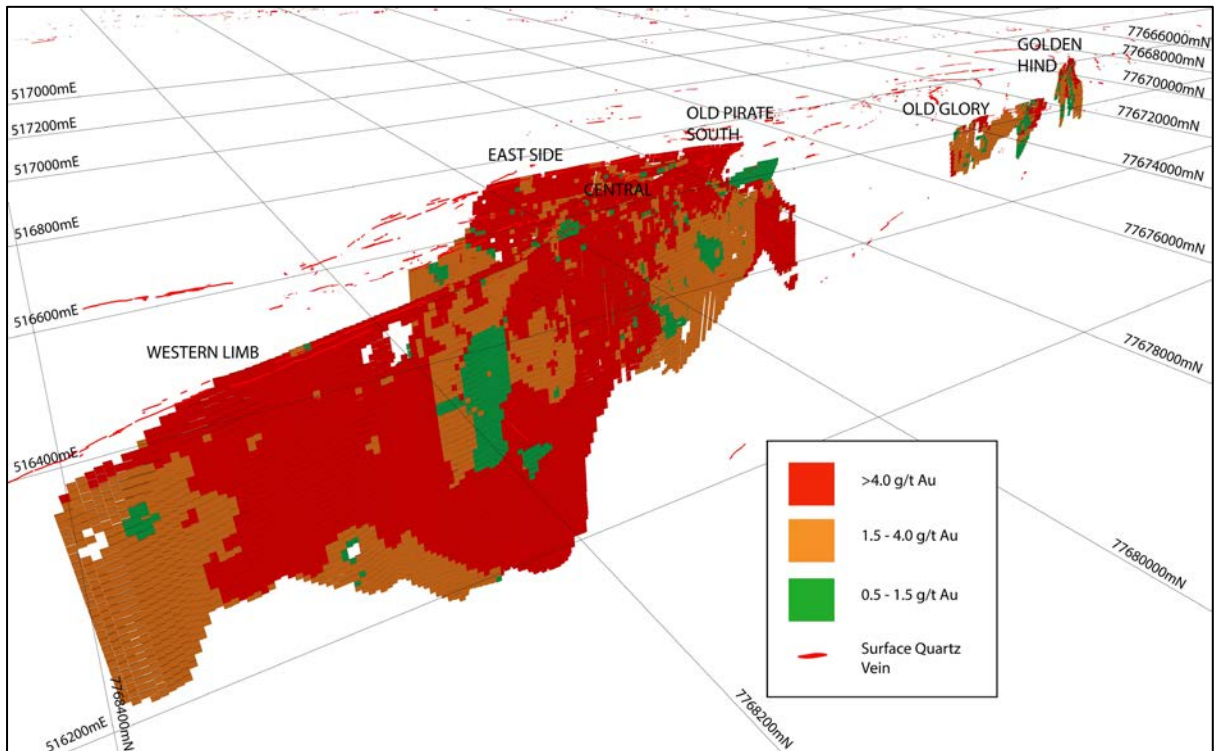 77666000mN
77668000mN
77670000mN
77672000mN
77674000mN
77676000mN
77678000mN
77680000mN
7768200mN
7768400mN
517000mE
517200mE
517000mE
516800mE
516600mE
516400mE
516200mE
GOLDEN
HIND
OLD GLORY
OLD PIRATE
SOUTH
EAST SIDE
CENTRAL
WESTERN LIMB
>4.0 g/t Au
1.5 - 4.0 g/t Au
0.5 - 1.5 g/t Au
Surface Quartz
Vein